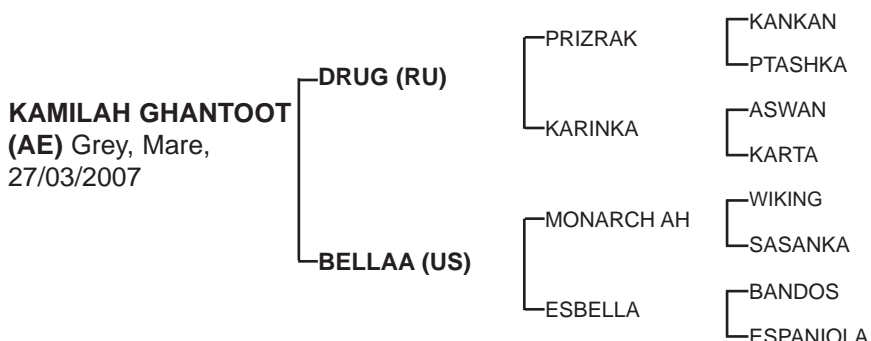 KAMILAH GHANTOOT
(AE) Grey, Mare,
27/03/2007
DRUG (RU)
BELLAA (US)
PRIZRAK
KARINKA
MONARCH AH
ESBELLA
KANKAN
PTASHKA
ASWAN
KARTA
WIKING
SASANKA
BANDOS
ESPANIOLA